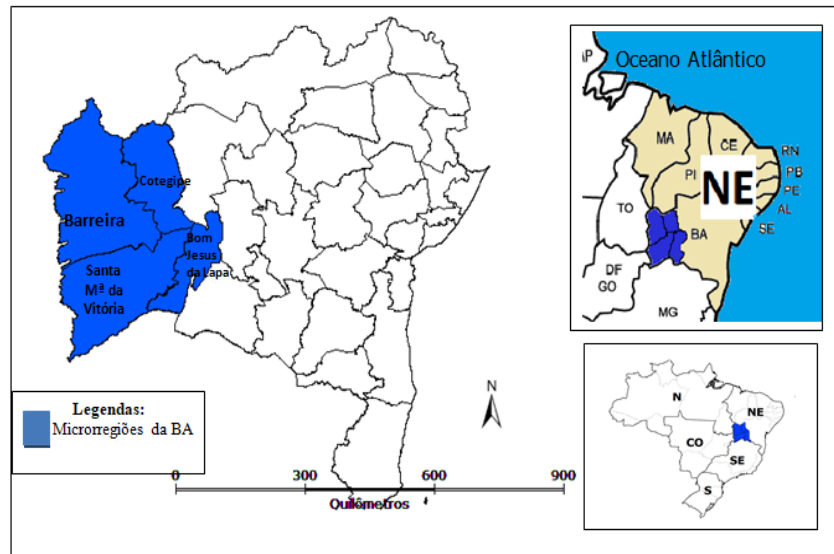 Cotegipe
Barreira
Bom
Jesus
da Lapa
Santa
Mª da
Vitória
N
Legendas:
Microrregiões da BA
0 300 600 900
Quilômetros
Oceano Atlântico
AP
MA
CE
RN
PB
PI
NE
PE
AL
TO
BA
SE
DF
GO
MG
N
NE
CO
SE
S